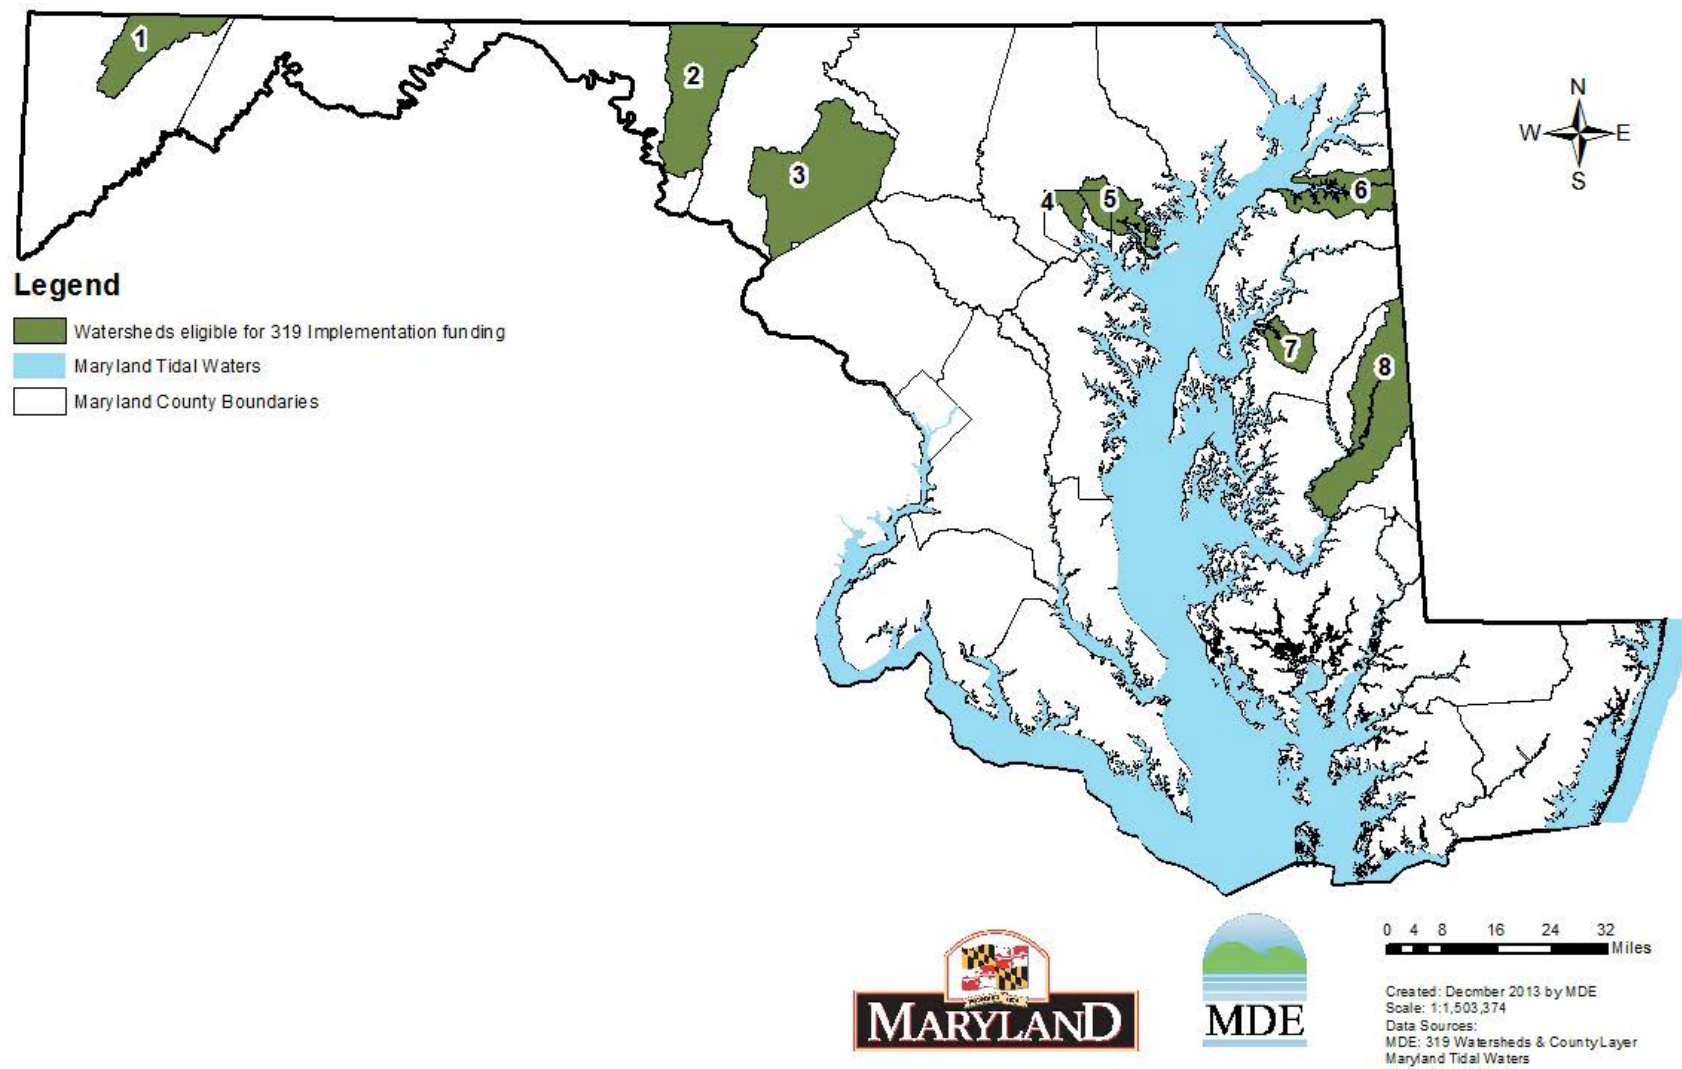 1
2
3
4
5
6
7
8
N
W E
S
Legend
Watersheds eligible for 319 Implementation funding
Maryland Tidal Waters
Maryland County Boundaries
0 4 8 16 24 32
Miles
MARYLAND
MDE
Created: Decmber 2013 by MDE
Scale: 1:1,503,374
Data Sources:
MDE: 319 Watersheds & County Layer
Maryland Tidal Waters